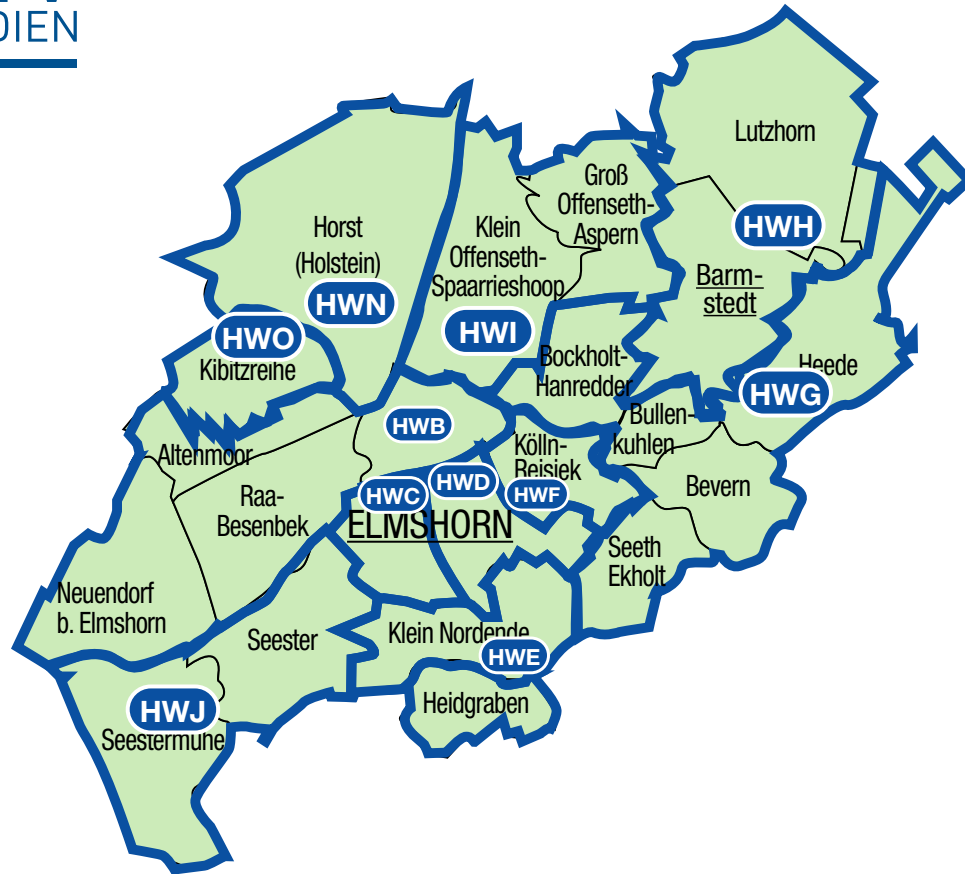 DIEN
Lutzhorn
Groß
Offenseth-
Aspern
HWH
Horst
(Holstein)
HWN
Klein
Offenseth-
Spaarrieshoop
HWI
Barm-
stedt
HWO
Kibitzreihe
Bockholt-
Hanredder
Heede
HWG
HWB
Bullen-
kuhlen
Altenmoor
Kölln-
Reisiek
HWF
HWD
HWC
ELMSHORN
Raa-
Besenbek
Bevern
Seeth
Ekholt
Neuendorf
b. Elmshorn
Seester
Klein Nordende
HWE
Heidgraben
HWJ
Seestermühe